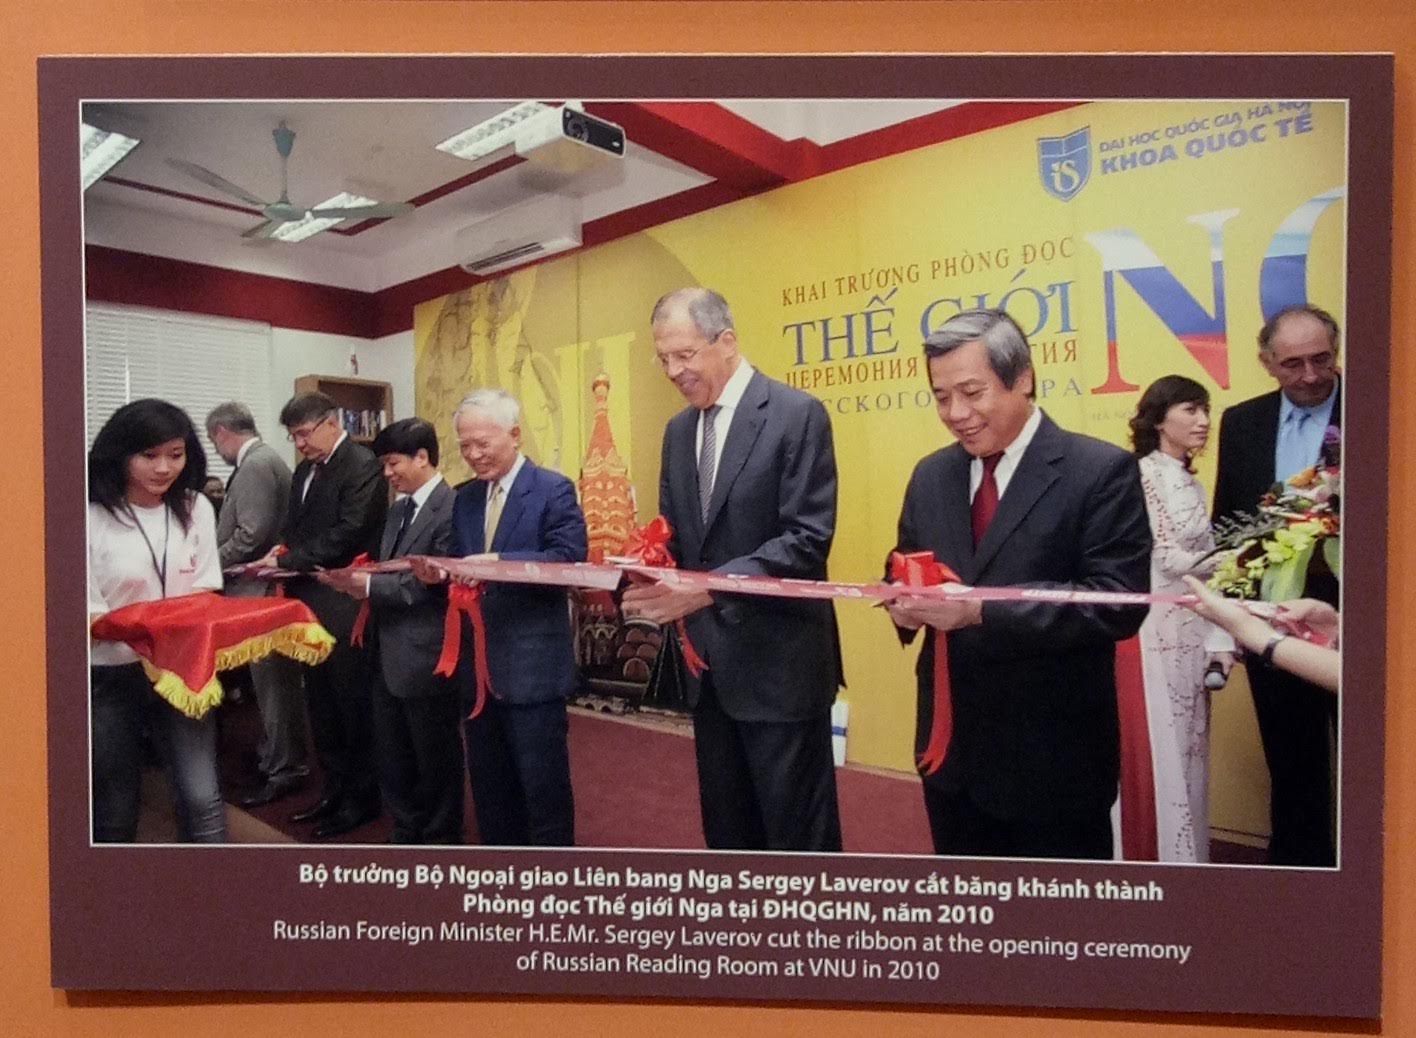 iS
ĐẠI HỌC QUỐC GIA HÀ NỘI
KHOA QUỐC TẾ
KHAI TRƯƠNG PHÒNG ĐỌC
THẾ GIỚI
ЦЕРЕМОНИЯ
Bộ trưởng Bộ Ngoại giao Liên bang Nga Sergey Laverov cắt băng khánh thành
Phòng đọc Thế giới Nga tại ĐHQGHN, năm 2010
Russian Foreign Minister H.E.Mr. Sergey Laverov cut the ribbon at the opening ceremony
of Russian Reading Room at VNU in 2010